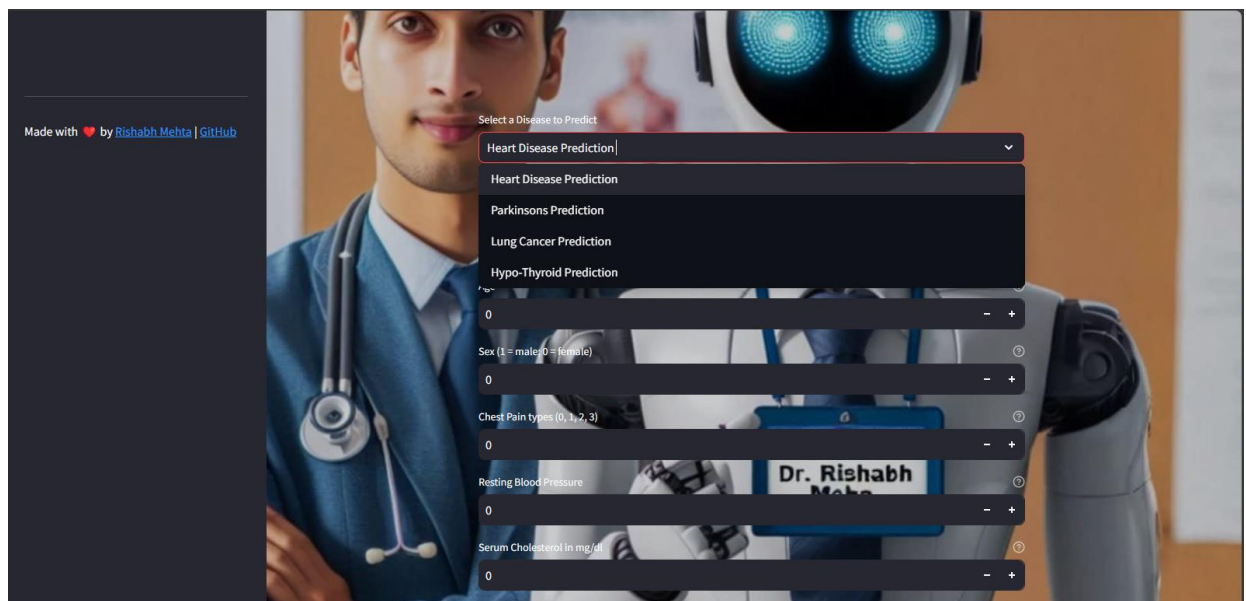 Made with ❤️ by Rishabh Mehta | GitHub
Select a Disease to Predict
Heart Disease Prediction
Heart Disease Prediction
Parkinsons Prediction
Lung Cancer Prediction
Hypo-Thyroid Prediction
Age
0
Sex (1 = male; 0 = female)
0
Chest Pain types (0, 1, 2, 3)
0
Dr. Rishabh
Resting Blood Pressure
0
Serum Cholesterol in mg/dl
0